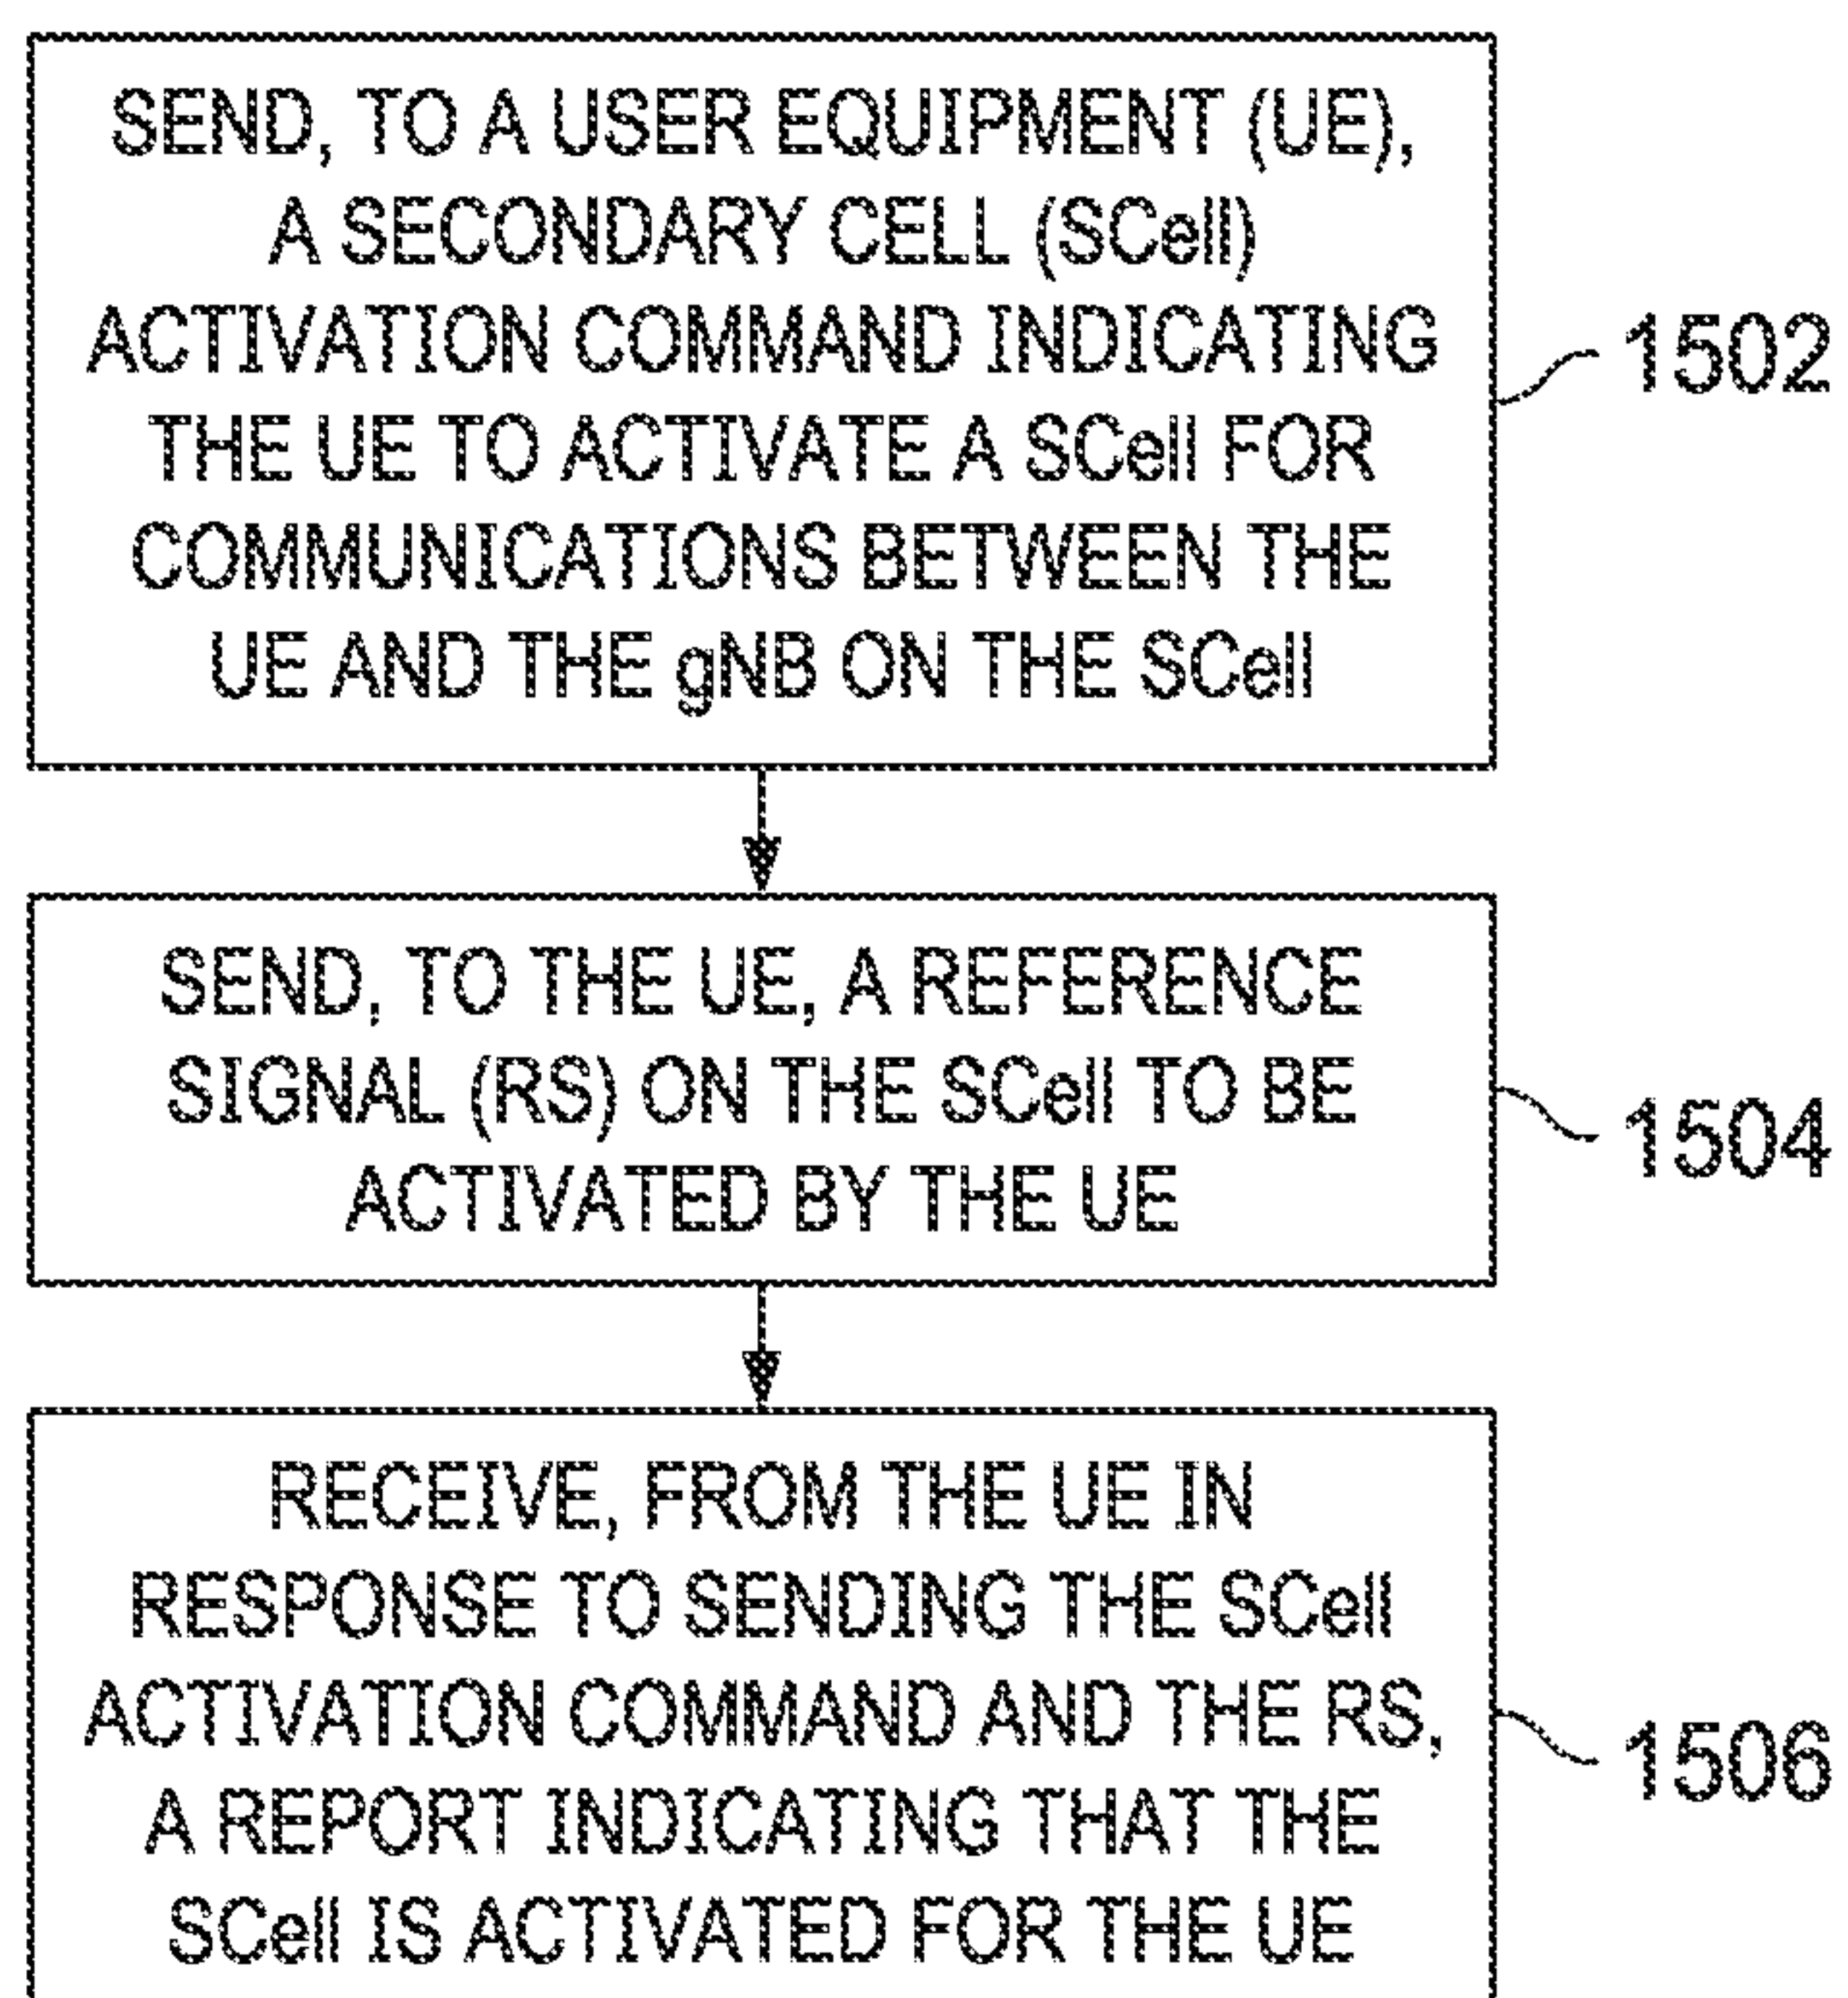 SEND, TO A USER EQUIPMENT (UE),
A SECONDARY CELL (SCell)
ACTIVATION COMMAND INDICATING
THE UE TO ACTIVATE A SCell FOR
COMMUNICATIONS BETWEEN THE
UE AND THE gNB ON THE SCell
1502
SEND, TO THE UE, A REFERENCE
SIGNAL (RS) ON THE SCell TO BE
ACTIVATED BY THE UE
1504
RECEIVE, FROM THE UE IN
RESPONSE TO SENDING THE SCell
ACTIVATION COMMAND AND THE RS,
A REPORT INDICATING THAT THE
SCell IS ACTIVATED FOR THE UE
1506